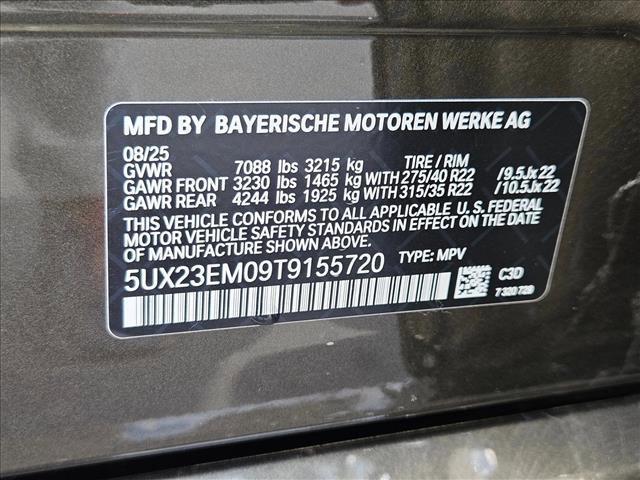 MFD BY BAYERISCHE MOTOREN WERKE AG
08/25
GVWR 7088 lbs 3215 kg TIRE / RIM
GAWR FRONT 3230 lbs 1465 kg WITH 275/40 R22 / 9.5Jx22
GAWR REAR 4244 lbs 1925 kg WITH 315/35 R22 / 10.5Jx22
THIS VEHICLE CONFORMS TO ALL APPLICABLE U. S. FEDERAL
MOTOR VEHICLE SAFETY STANDARDS IN EFFECT ON THE DATE
OF MANUFACTURE SHOWN ABOVE.
5UX23EM09T9155720 TYPE: MPV
C3D
7 320 729